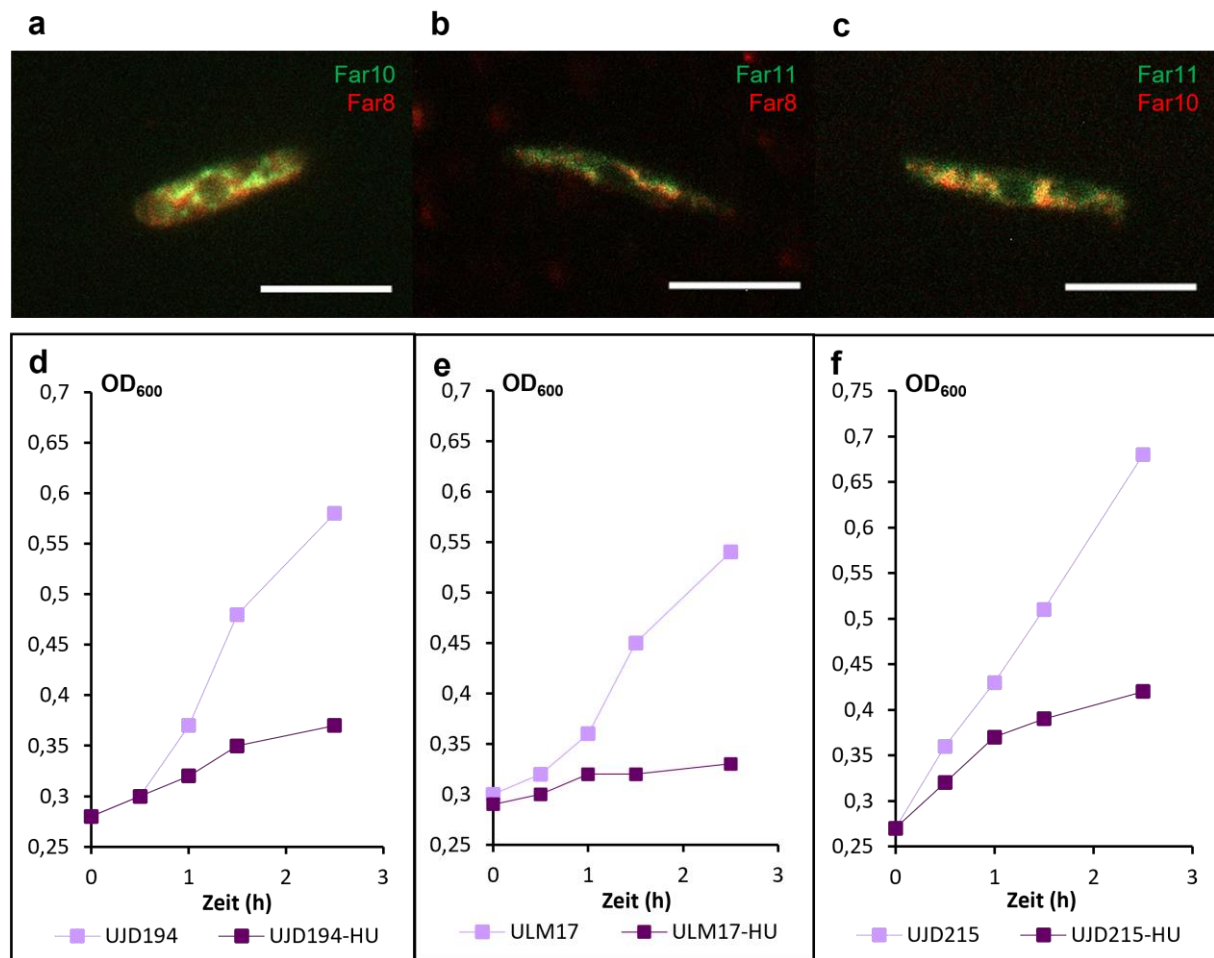 a
b
c
Far10
Far8
Far11
Far8
Far11
Far10
d
OD600
0,7
0,65
0,6
0,55
0,5
0,45
0,4
0,35
0,3
0,25
0
1
2
3
Zeit (h)
UJD194
UJD194-HU
e
OD600
0,7
0,65
0,6
0,55
0,5
0,45
0,4
0,35
0,3
0,25
0
1
2
3
Zeit (h)
ULM17
ULM17-HU
f
OD600
0,75
0,7
0,65
0,6
0,55
0,5
0,45
0,4
0,35
0,3
0,25
0
1
2
3
Zeit (h)
UJD215
UJD215-HU